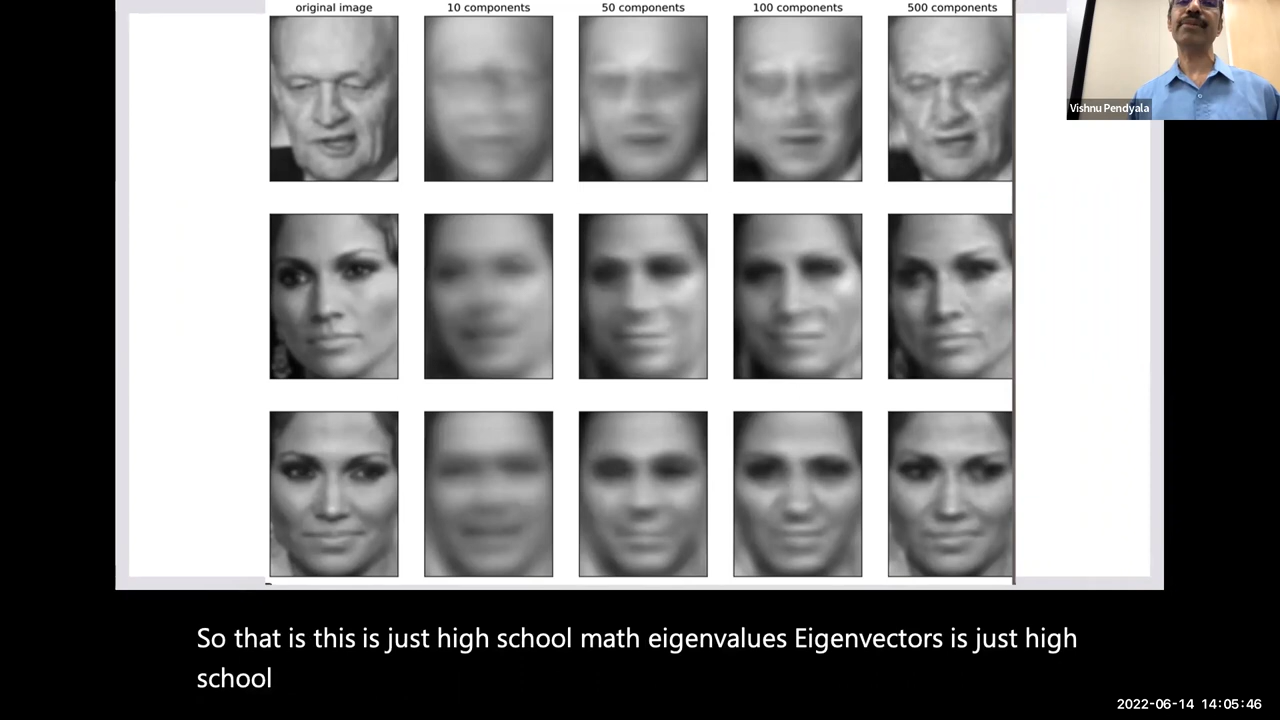 original image 10 components 50 components 100 components 500 components
Vishnu Pendyala
So that is this is just high school math eigenvalues Eigenvectors is just high
school
2022-06-14 14:05:46